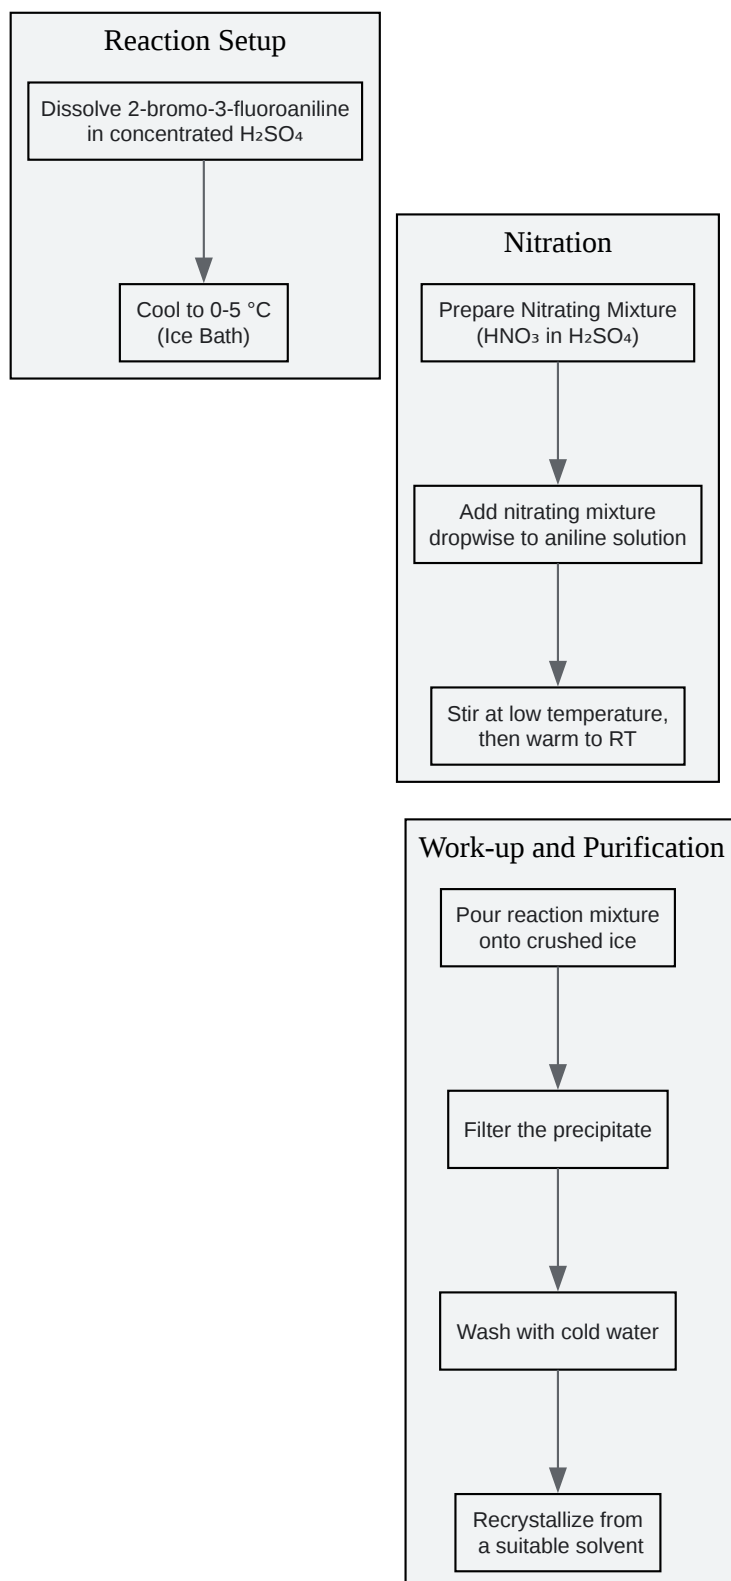 Reaction Setup
Dissolve 2-bromo-3-fluoroaniline
in concentrated H₂SO₄
Cool to 0-5 °C
(Ice Bath)
Nitration
Prepare Nitrating Mixture
(HNO₃ in H₂SO₄)
Add nitrating mixture
dropwise to aniline solution
Stir at low temperature,
then warm to RT
Work-up and Purification
Pour reaction mixture
onto crushed ice
Filter the precipitate
Wash with cold water
Recrystallize from
a suitable solvent